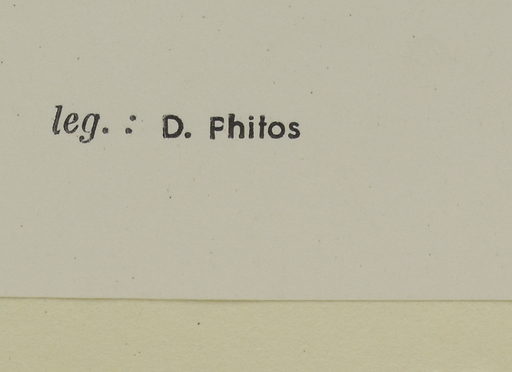 leg. : D. Phitos